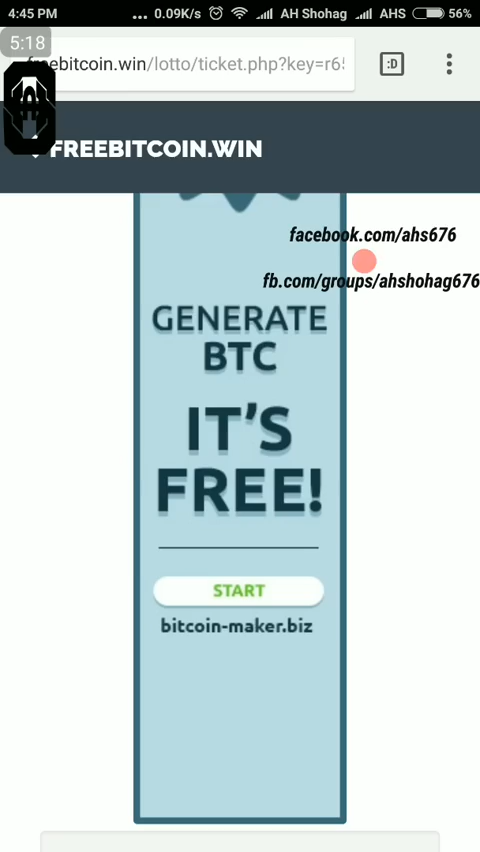 4:45 PM ... 0.09K/s AH Shohag AHS 56%
5:18
freebitcoin.win/lotto/ticket.php?key=r6
:D
FREEBITCOIN.WIN
facebook.com/ahs676
fb.com/groups/ahshohag676
GENERATE
BTC
IT'S
FREE!
START
bitcoin-maker.biz